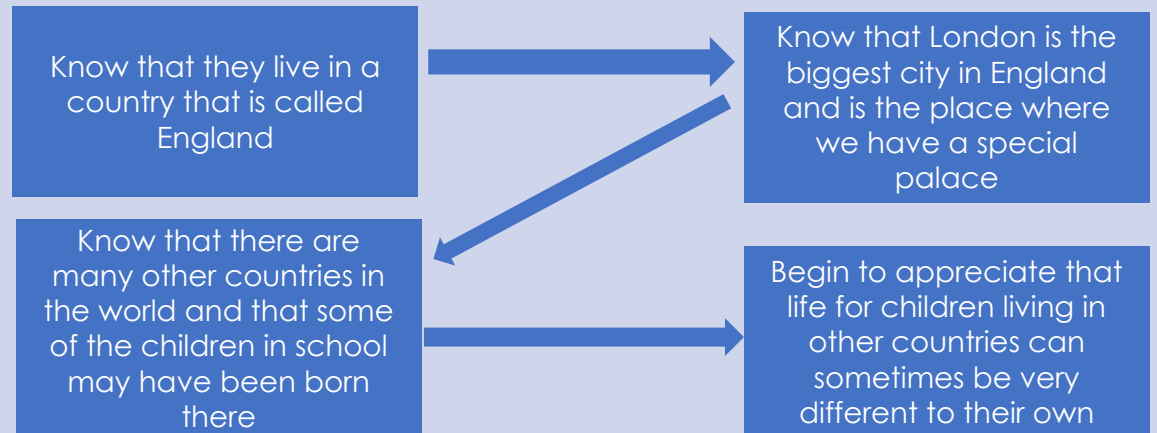 Know that they live in a
country that is called
England
Know that London is the
biggest city in England
and is the place where
we have a special
palace
Know that there are
many other countries in
the world and that some
of the children in school
may have been born
there
Begin to appreciate that
life for children living in
other countries can
sometimes be very
different to their own